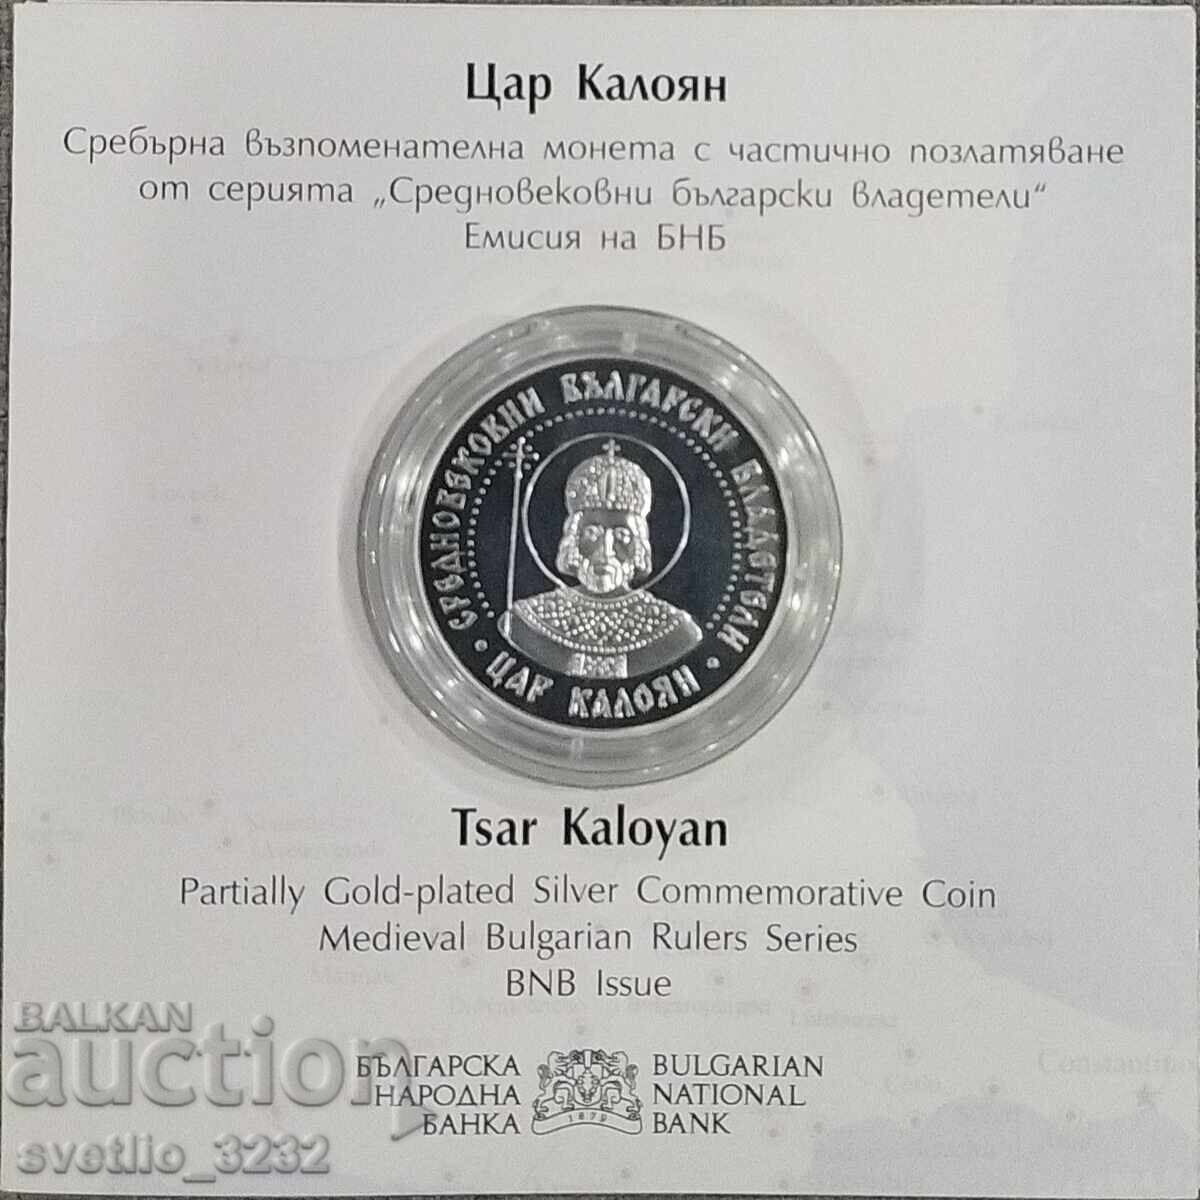 Цар Калоян
Сребърна възпоменателна монета с частично позлатяване
от серията „Средновековни български владетели“
Емисия на БНБ
СРЕДНОВЕКОВНИ БЪЛГАРСКИ ВЛАДЕТЕЛИ
• ЦАР КАЛОЯН •
Tsar Kaloyan
Partially Gold-plated Silver Commemorative Coin
Medieval Bulgarian Rulers Series
BNB Issue
БЪЛГАРСКА
НАРОДНА
БАНКА
1879
BULGARIAN
NATIONAL
BANK
BALKAN
auction
svetlio_3232